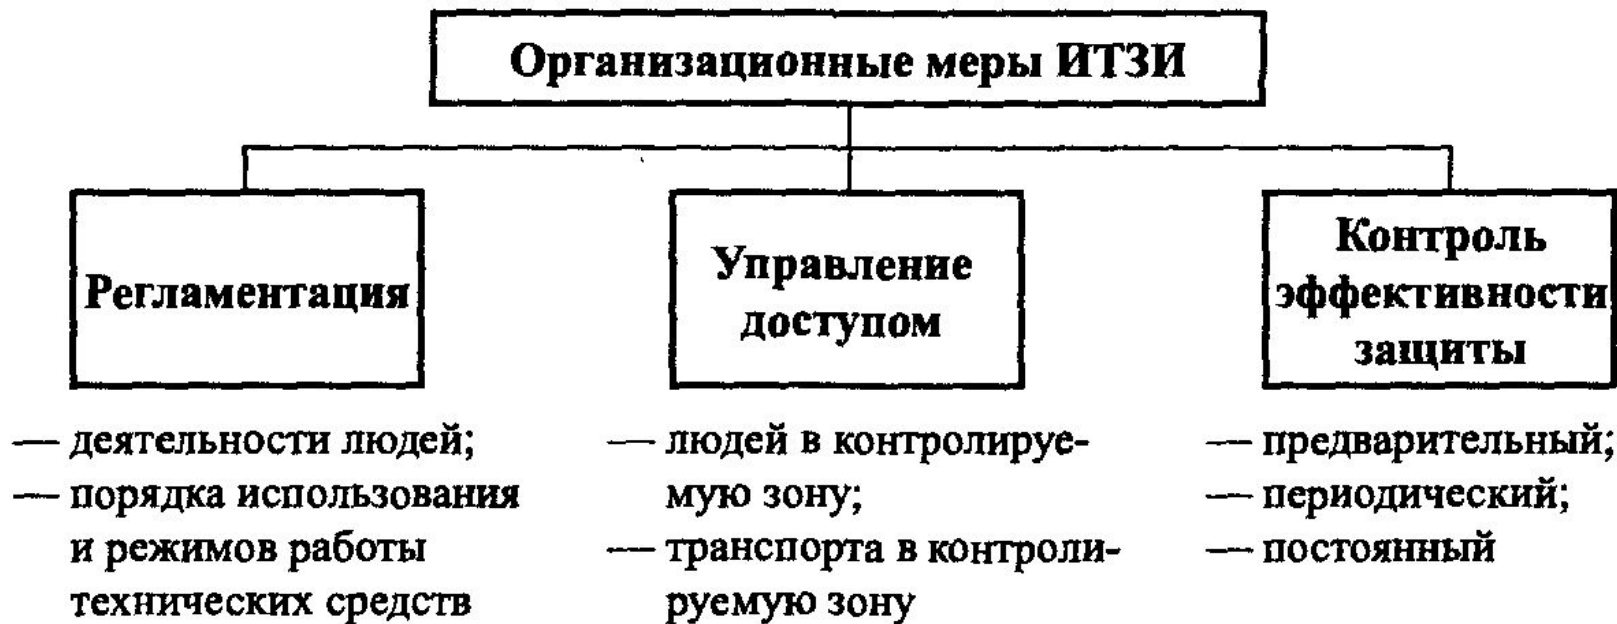 Организационные меры ИТЗИ
Регламентация
— деятельности людей;
— порядка использования
и режимов работы
технических средств
Управление
доступом
— людей в контролируе-
мую зону;
— транспорта в контроли-
руемую зону
Контроль
эффективности
защиты
— предварительный;
— периодический;
— постоянный